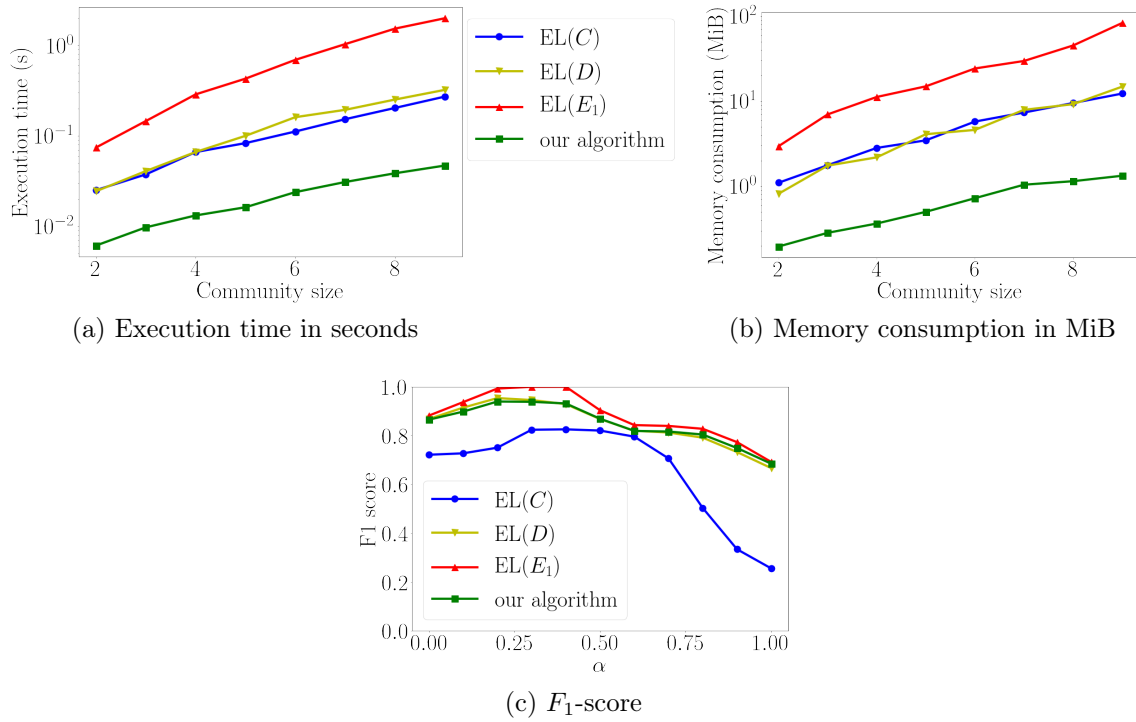 10^0
10^{-1}
10^{-2}
Execution time (s)
2 4 6 8
Community size
EL(C)
EL(D)
EL(E_1)
our algorithm
(a) Execution time in seconds
10^2
10^1
10^0
Memory consumption (MiB)
2 4 6 8
Community size
(b) Memory consumption in MiB
1.0
0.8
0.6
0.4
0.2
0.0
F1 score
EL(C)
EL(D)
EL(E_1)
our algorithm
0.00 0.25 0.50 0.75 1.00
α
(c) F_1-score